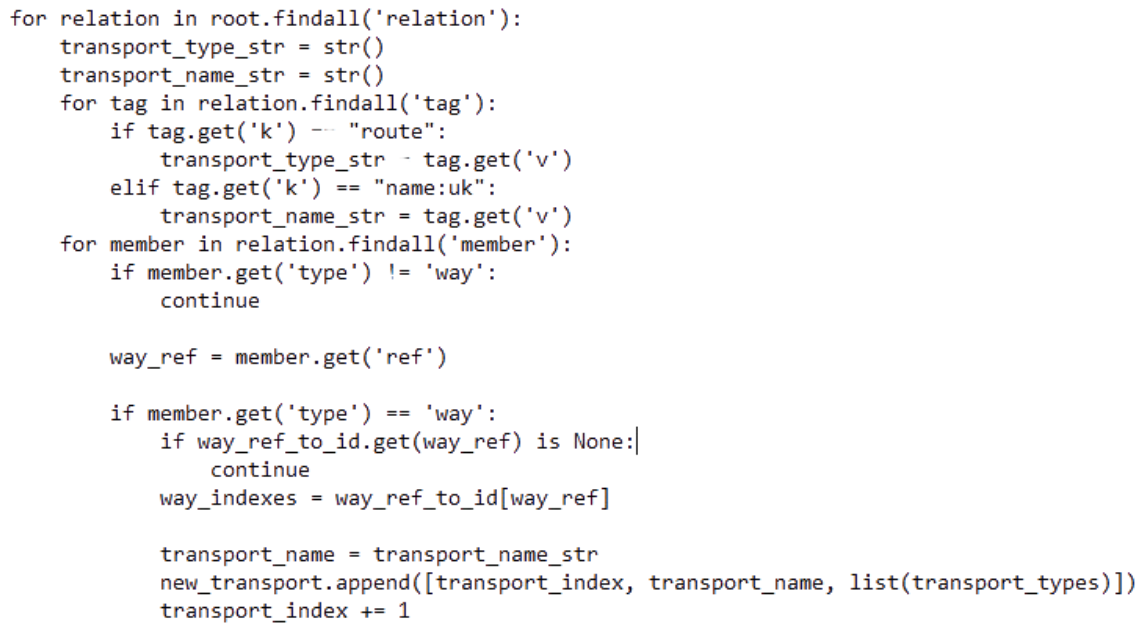 for relation in root.findall('relation'):
    transport_type_str = str()
    transport_name_str = str()
    for tag in relation.findall('tag'):
        if tag.get('k') -- "route":
            transport_type_str - tag.get('v')
        elif tag.get('k') == "name:uk":
            transport_name_str = tag.get('v')
    for member in relation.findall('member'):
        if member.get('type') != 'way':
            continue

        way_ref = member.get('ref')

        if member.get('type') == 'way':
            if way_ref_to_id.get(way_ref) is None:
                continue
            way_indexes = way_ref_to_id[way_ref]

            transport_name = transport_name_str
            new_transport.append([transport_index, transport_name, list(transport_types)])
            transport_index += 1